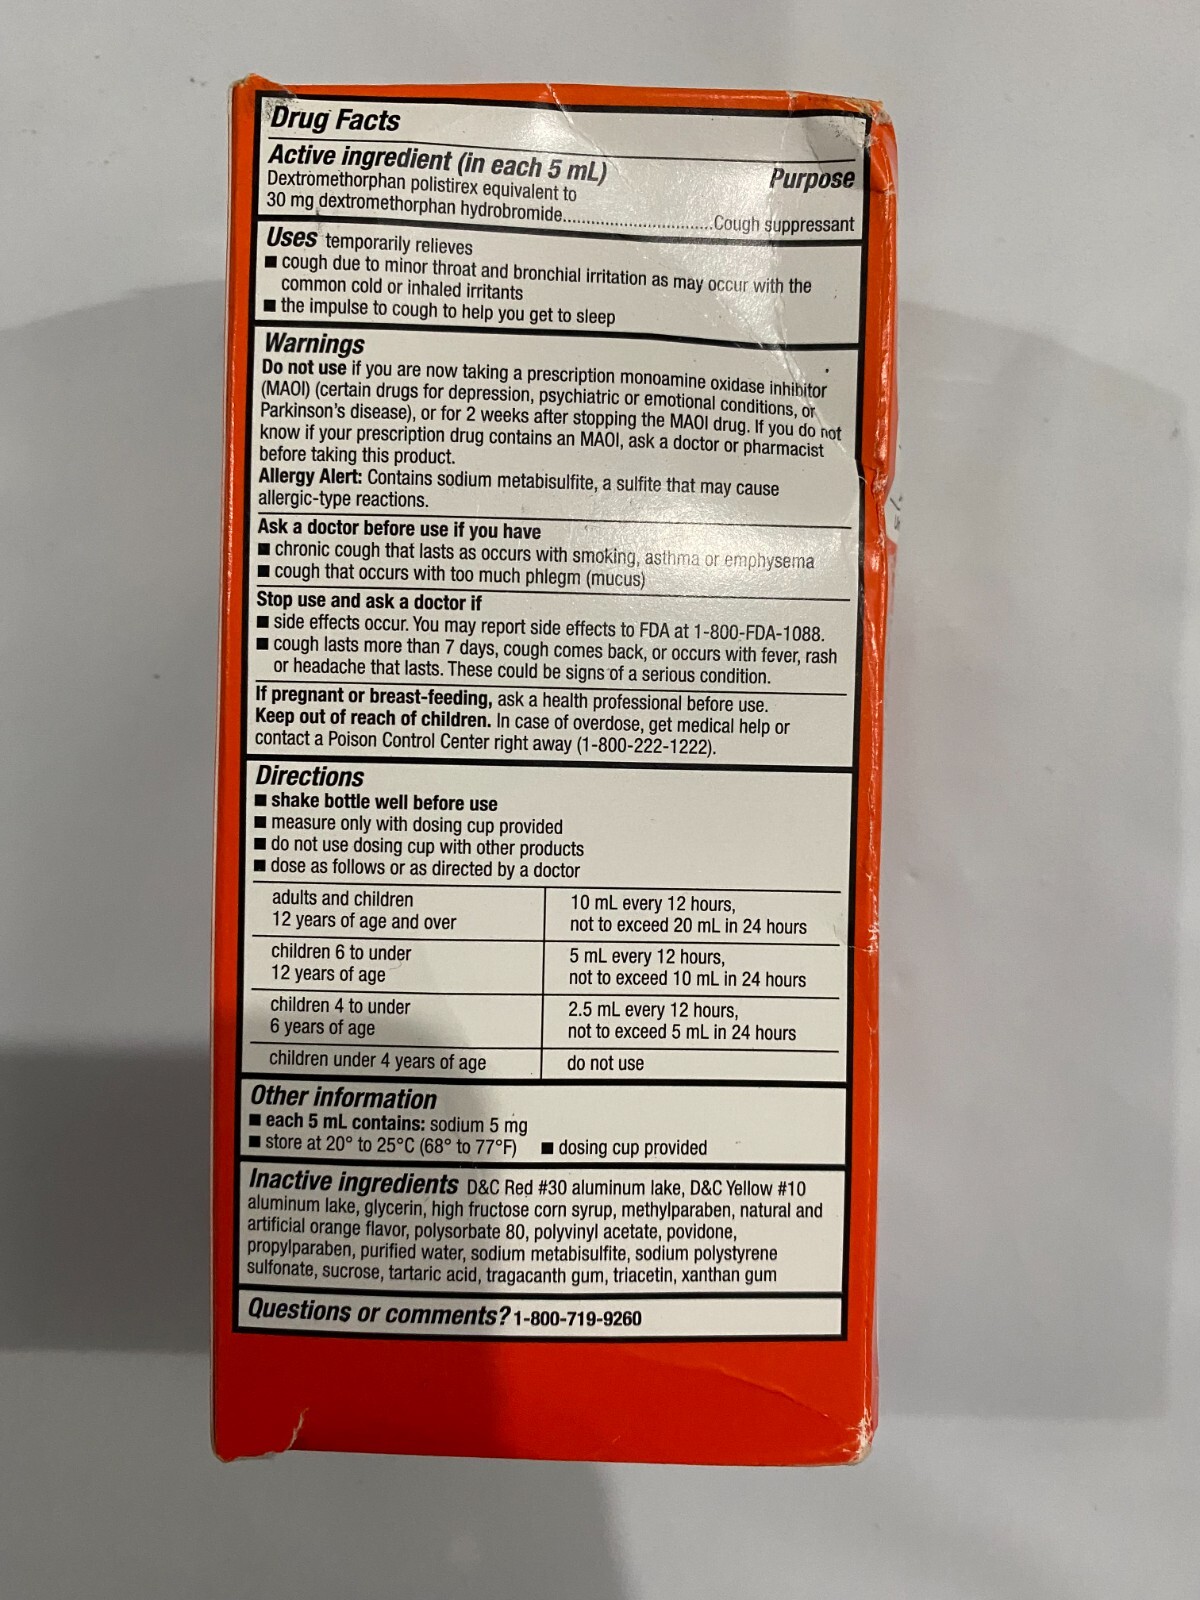 Drug Facts
Active ingredient (in each 5 mL) Purpose
Dextromethorphan polistirex equivalent to
30 mg dextromethorphan hydrobromide................................Cough suppressant
Uses temporarily relieves
■ cough due to minor throat and bronchial irritation as may occur with the
common cold or inhaled irritants
■ the impulse to cough to help you get to sleep
Warnings
Do not use if you are now taking a prescription monoamine oxidase inhibitor
(MAOI) (certain drugs for depression, psychiatric or emotional conditions, or
Parkinson's disease), or for 2 weeks after stopping the MAOI drug. If you do not
know if your prescription drug contains an MAOI, ask a doctor or pharmacist
before taking this product.
Allergy Alert: Contains sodium metabisulfite, a sulfite that may cause
allergic-type reactions.
Ask a doctor before use if you have
■ chronic cough that lasts as occurs with smoking, asthma or emphysema
■ cough that occurs with too much phlegm (mucus)
Stop use and ask a doctor if
■ side effects occur. You may report side effects to FDA at 1-800-FDA-1088.
■ cough lasts more than 7 days, cough comes back, or occurs with fever, rash
or headache that lasts. These could be signs of a serious condition.
If pregnant or breast-feeding, ask a health professional before use.
Keep out of reach of children. In case of overdose, get medical help or
contact a Poison Control Center right away (1-800-222-1222).
Directions
■ shake bottle well before use
■ measure only with dosing cup provided
■ do not use dosing cup with other products
■ dose as follows or as directed by a doctor
adults and children 10 mL every 12 hours,
12 years of age and over not to exceed 20 mL in 24 hours
children 6 to under 5 mL every 12 hours,
12 years of age not to exceed 10 mL in 24 hours
children 4 to under 2.5 mL every 12 hours,
6 years of age not to exceed 5 mL in 24 hours
children under 4 years of age do not use
Other information
■ each 5 mL contains: sodium 5 mg
■ store at 20° to 25°C (68° to 77°F) ■ dosing cup provided
Inactive ingredients D&C Red #30 aluminum lake, D&C Yellow #10
aluminum lake, glycerin, high fructose corn syrup, methylparaben, natural and
artificial orange flavor, polysorbate 80, polyvinyl acetate, povidone,
propylparaben, purified water, sodium metabisulfite, sodium polystyrene
sulfonate, sucrose, tartaric acid, tragacanth gum, triacetin, xanthan gum
Questions or comments? 1-800-719-9260